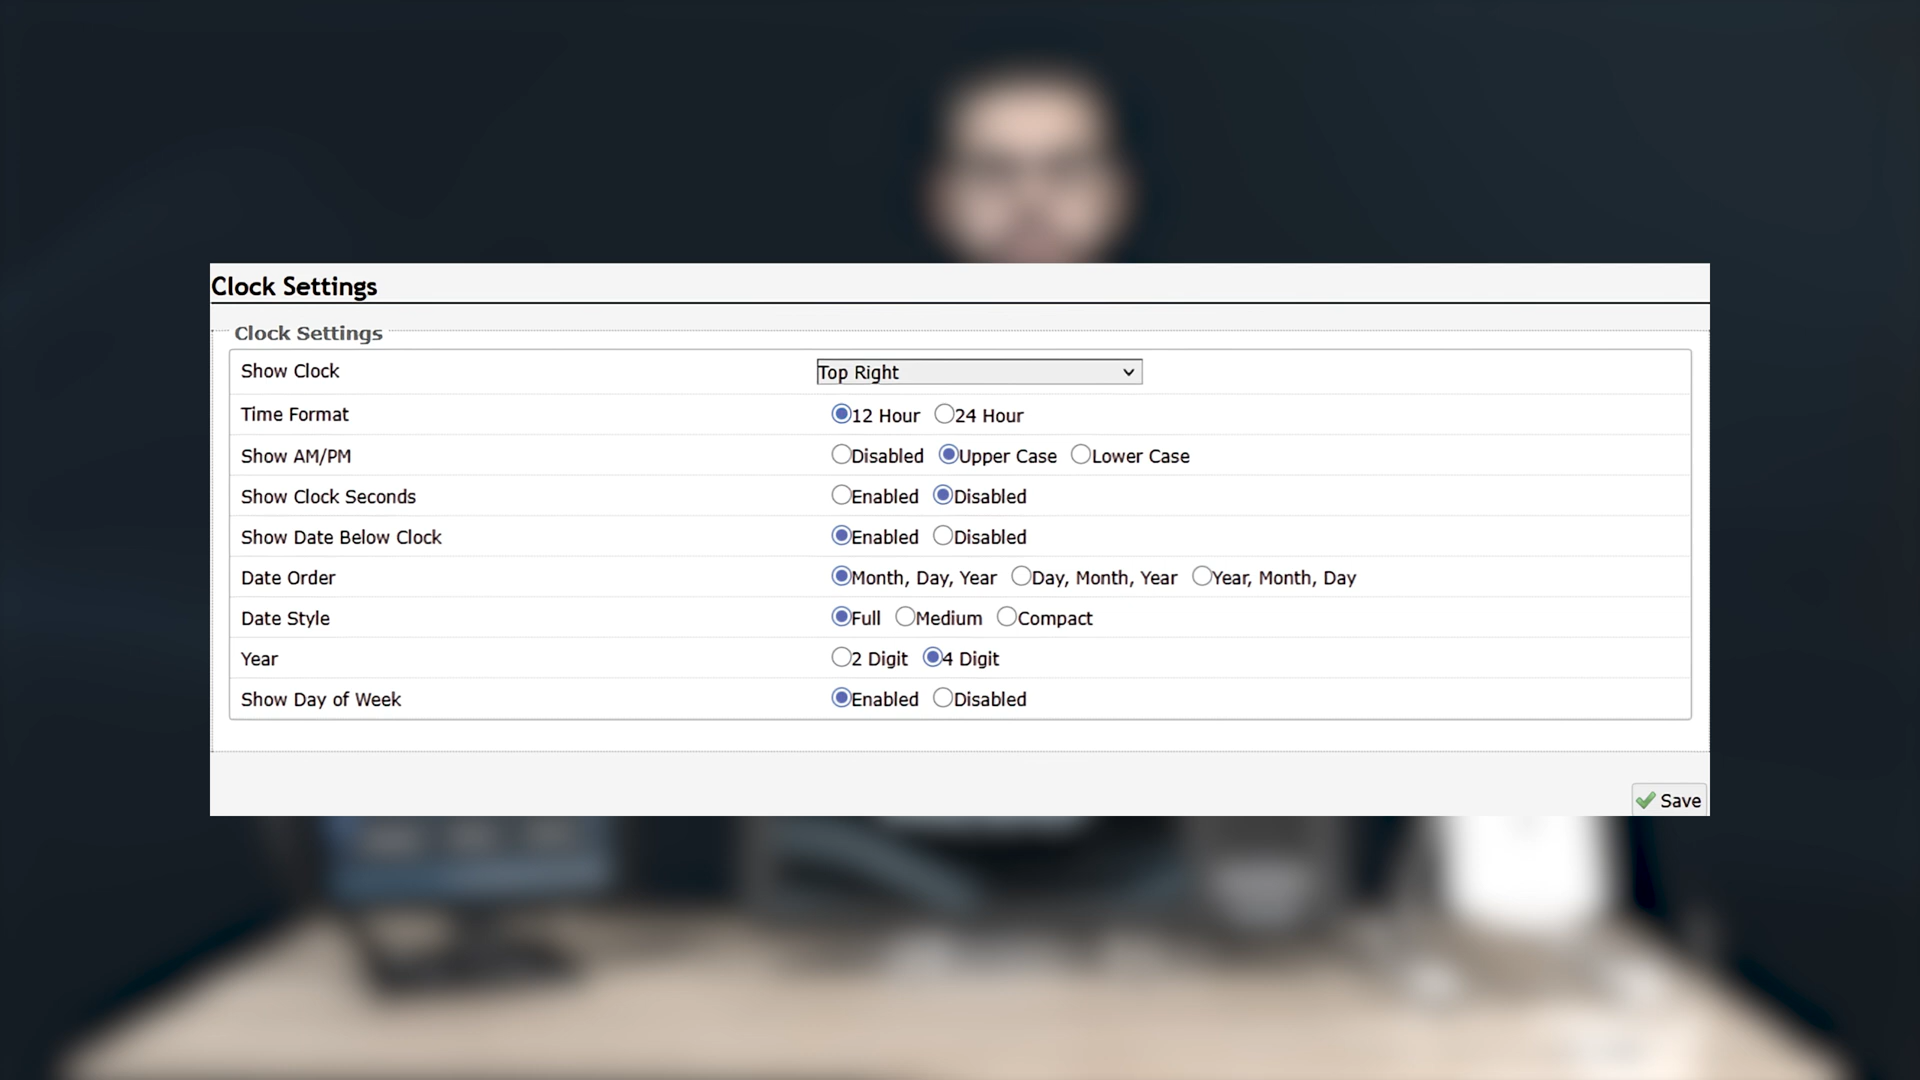 Clock Settings
Clock Settings
Show Clock Top Right
Time Format 12 Hour 24 Hour
Show AM/PM Disabled Upper Case Lower Case
Show Clock Seconds Enabled Disabled
Show Date Below Clock Enabled Disabled
Date Order Month, Day, Year Day, Month, Year Year, Month, Day
Date Style Full Medium Compact
Year 2 Digit 4 Digit
Show Day of Week Enabled Disabled
Save